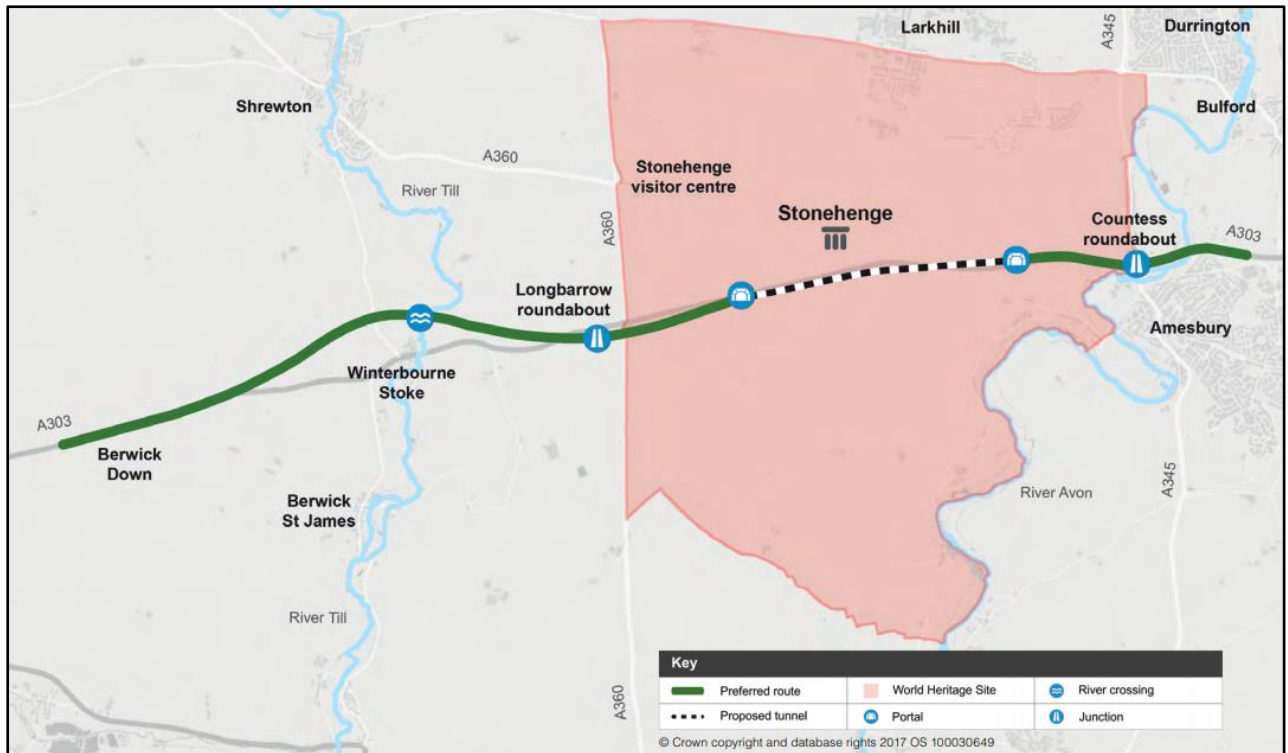 Larkhill
A345
Durrington
Bulford
Shrewton
A360
River Till
Stonehenge
visitor centre
A360
Stonehenge
Countess
roundabout
A303
Longbarrow
roundabout
Amesbury
Winterbourne
Stoke
A303
Berwick
Down
Berwick
St James
River Avon
A345
River Till
A360
Key
Preferred route
World Heritage Site
River crossing
Proposed tunnel
Portal
Junction
© Crown copyright and database rights 2017 OS 100030649